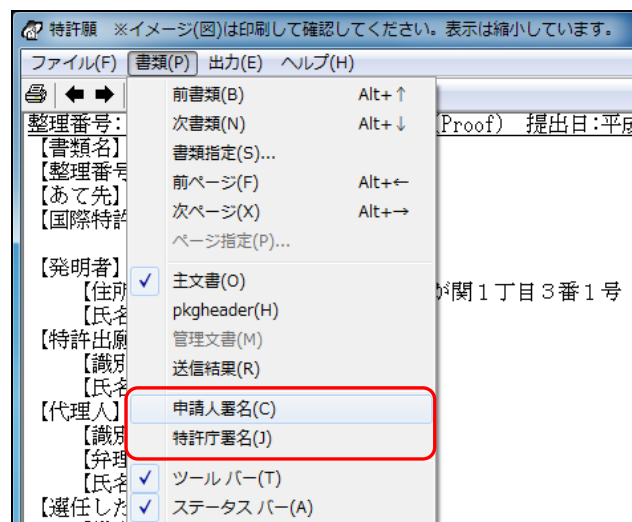 特許願 ※イメージ(図)は印刷して確認してください。表示は縮小しています。
ファイル(F) 書類(P) 出力(E) ヘルプ(H)
前書類(B) Alt+↑
次書類(N) Alt+↓
書類指定(S)...
前ページ(F) Alt+←
次ページ(X) Alt+→
ページ指定(P)...
主文書(O)
pkgheader(H)
管理文書(M)
送信結果(R)
申請人署名(C)
特許庁署名(J)
ツール バー(T)
ステータス バー(A)
整理番号: (Proof) 提出日:平成
【書類名】
【整理番号
【あて先】
【国際特許
【発明者】
【住所 が関1丁目3番1号
【氏名
【特許出願
【識別
【氏名
【代理人】
【識別
【弁理
【氏名
【選任した